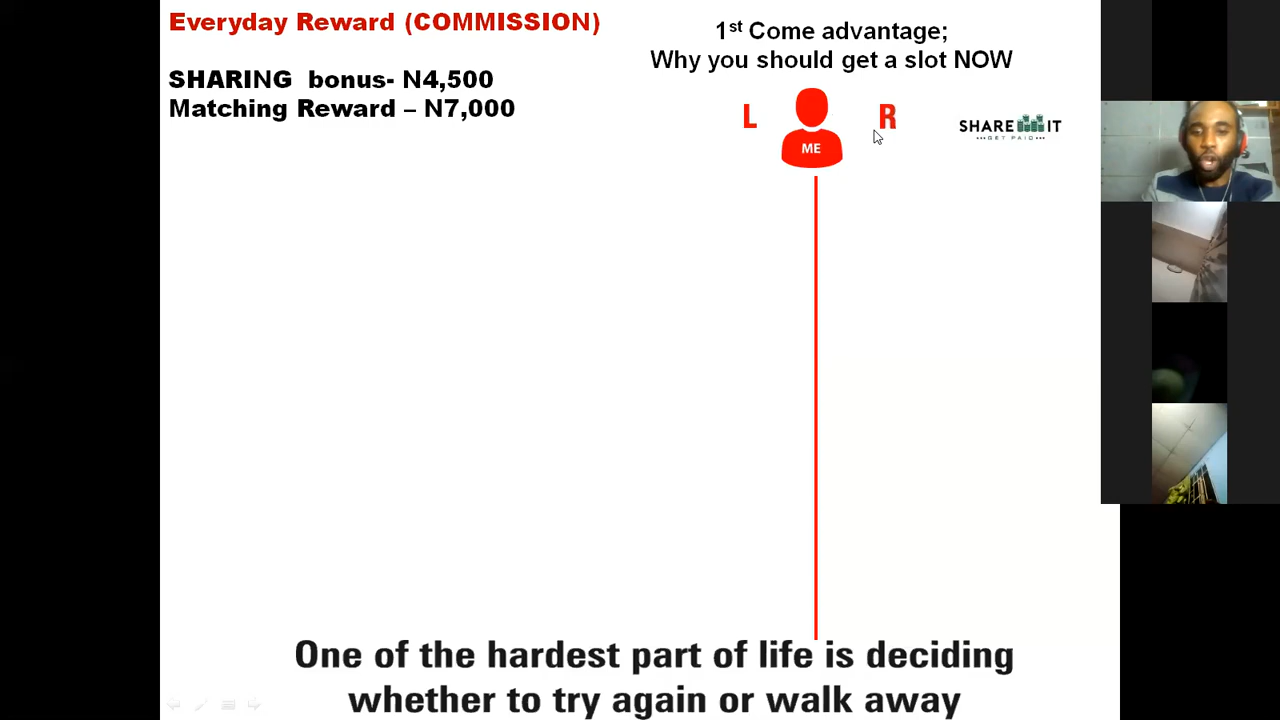 Everyday Reward (COMMISSION)
SHARING bonus- N4,500
Matching Reward – N7,000
1st Come advantage;
Why you should get a slot NOW
L
R
ME
SHARE IT
•••GET PAID•••
One of the hardest part of life is deciding
whether to try again or walk away